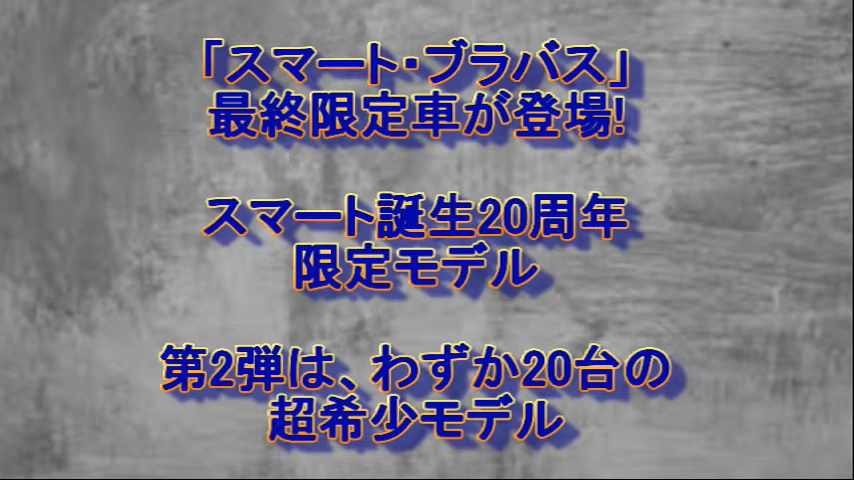 「スマート・ブラバス」
最終限定車が登場!
スマート誕生20周年
限定モデル
第2弾は、わずか20台の
超希少モデル